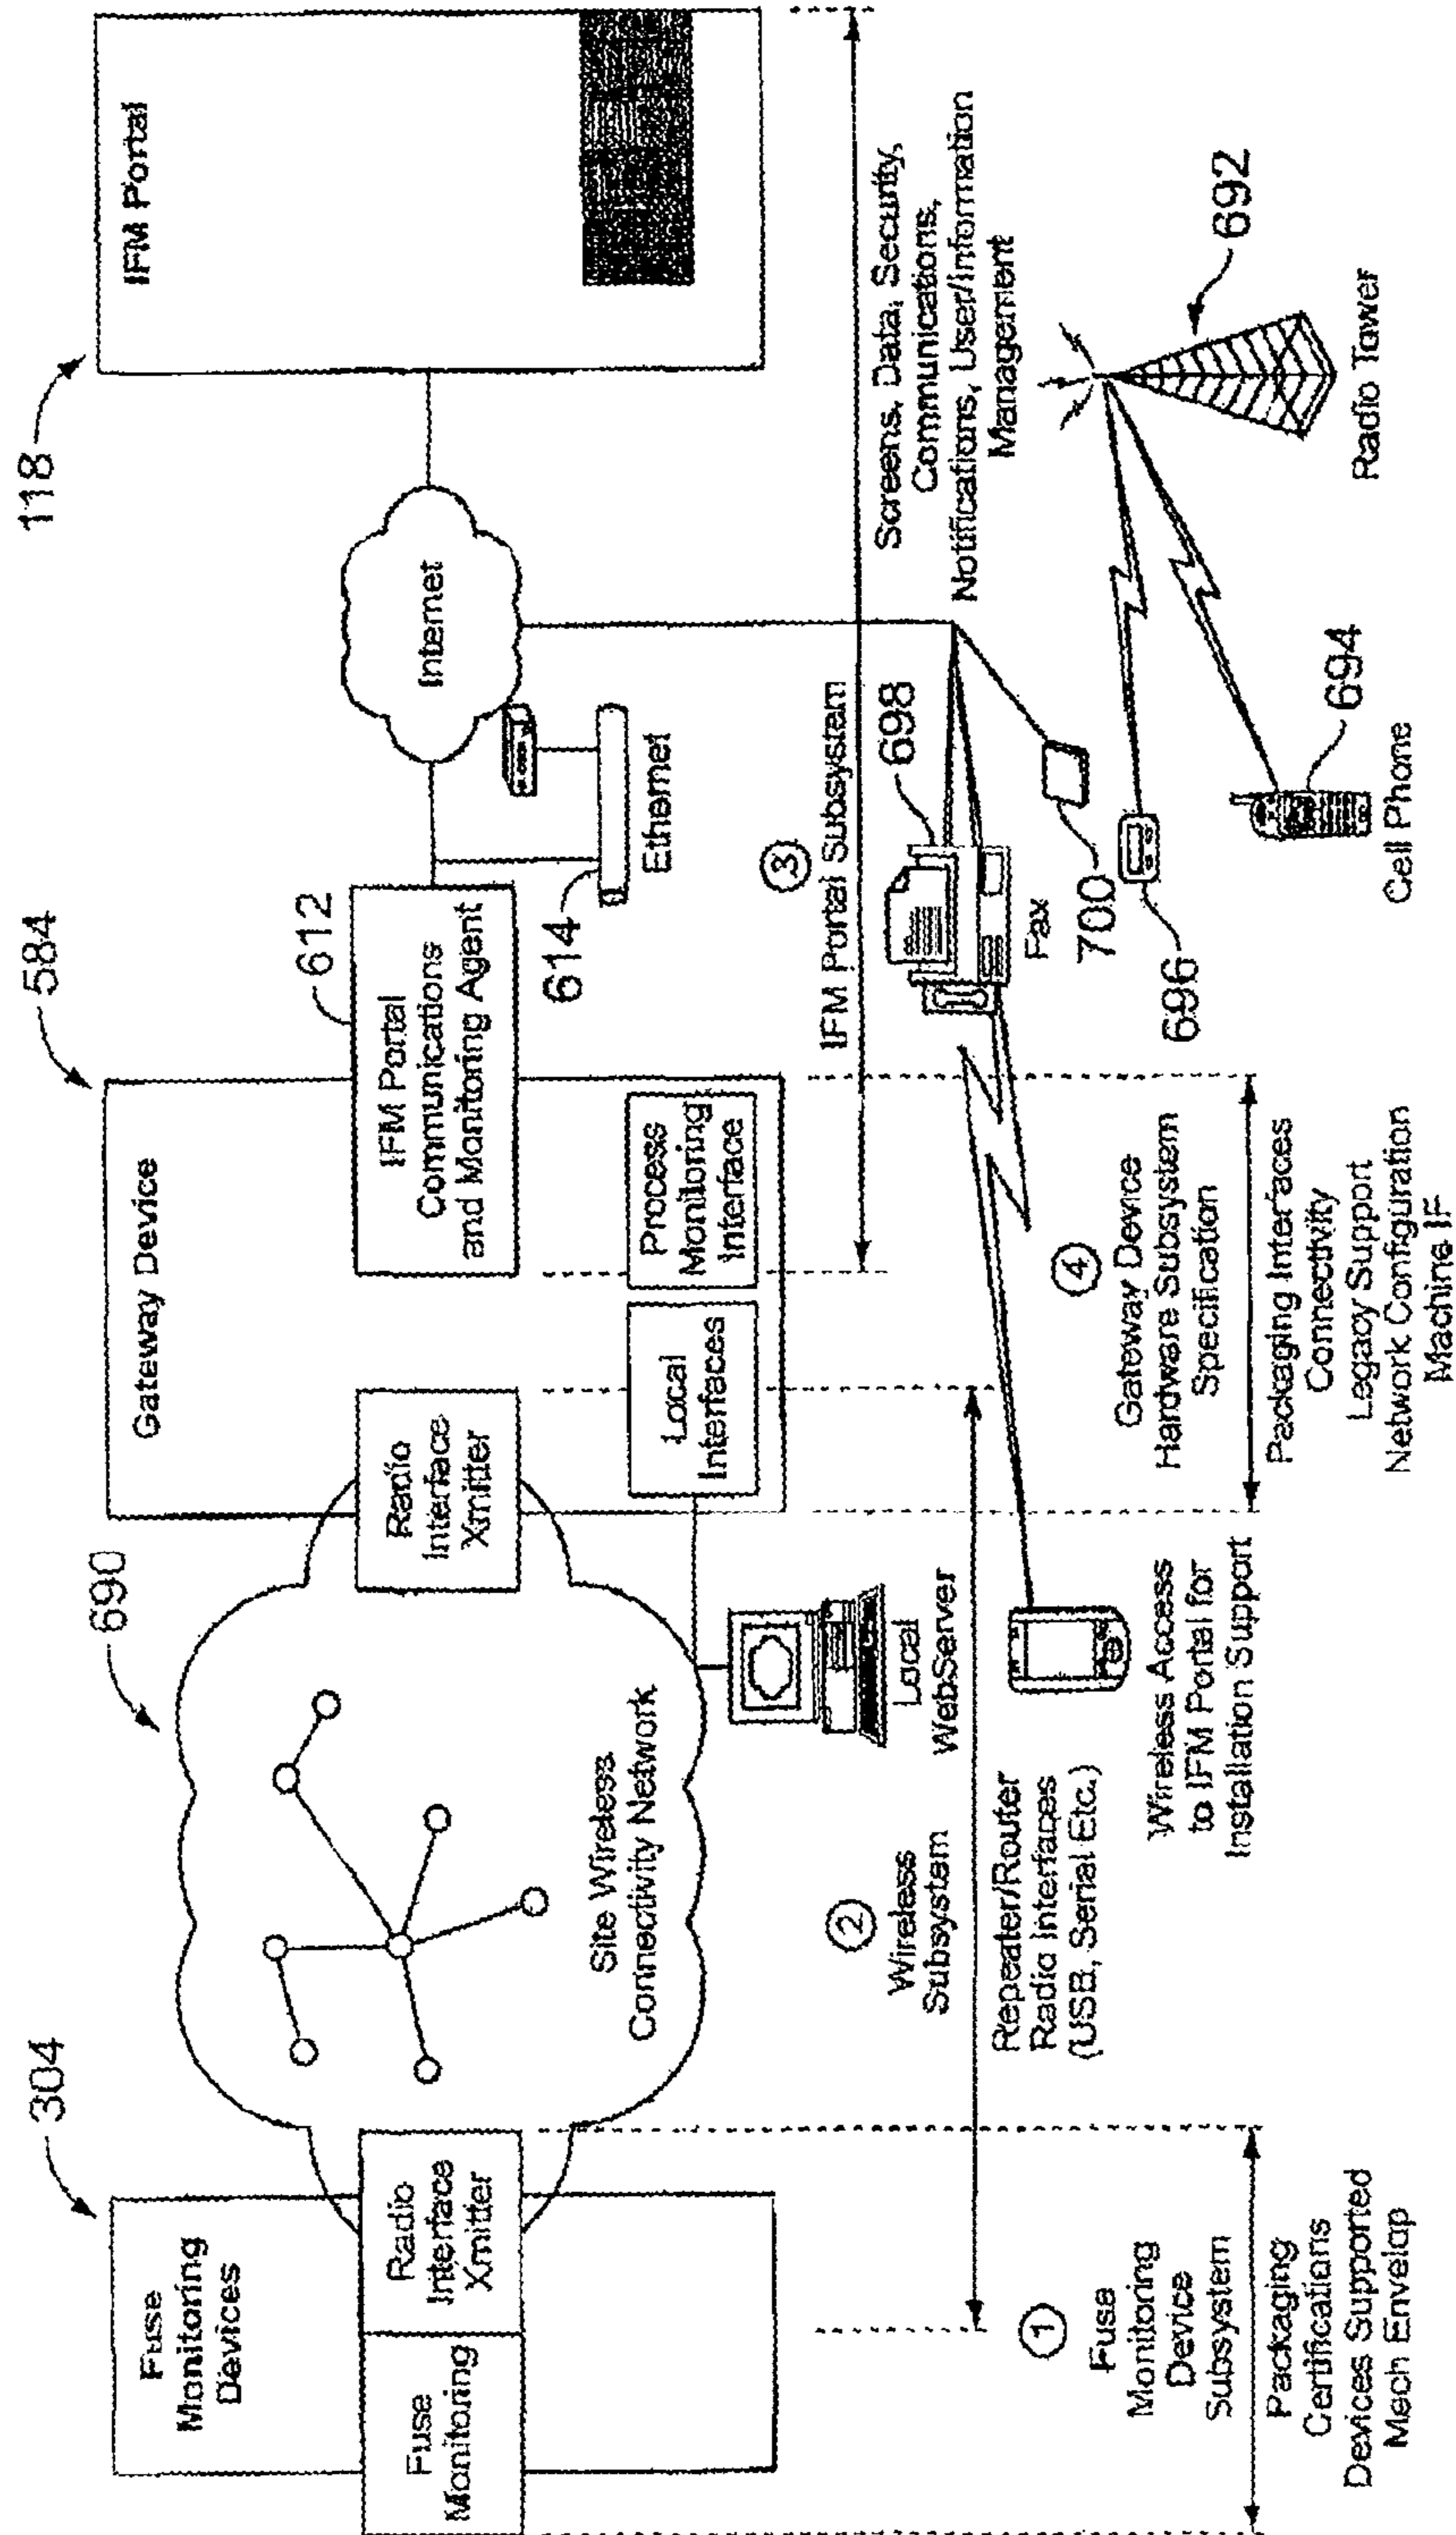 304
Fuse
Monitoring
Devices
Fuse
Monitoring
Radio
Interface
Xmitter
690
Site Wireless
Connectivity Network
584
Gateway Device
Radio
Interface
Xmitter
Local
Interfaces
IFM Portal
Communications
and Monitoring Agent
612
Process
Monitoring
Interface
614
Ethernet
Internet
118
IFM Portal
Local
WebServer
①
Fuse
Monitoring
Device
Subsystem
Packaging
Certifications
Devices Supported
Mech Envelop
②
Wireless
Subsystem
Repeater/Router
Radio Interfaces
(USB, Serial Etc.)
Wireless Access
to IFM Portal for
Installation Support
③
IFM Portal Subsystem
Screens, Data, Security,
Communications,
Notifications, User/Information
Management
④
Gateway Device
Hardware Subsystem
Specification
Packaging Interfaces
Connectivity
Legacy Support
Network Configuration
Machine IF
698
Fax
700
696
694
Cell Phone
692
Radio Tower